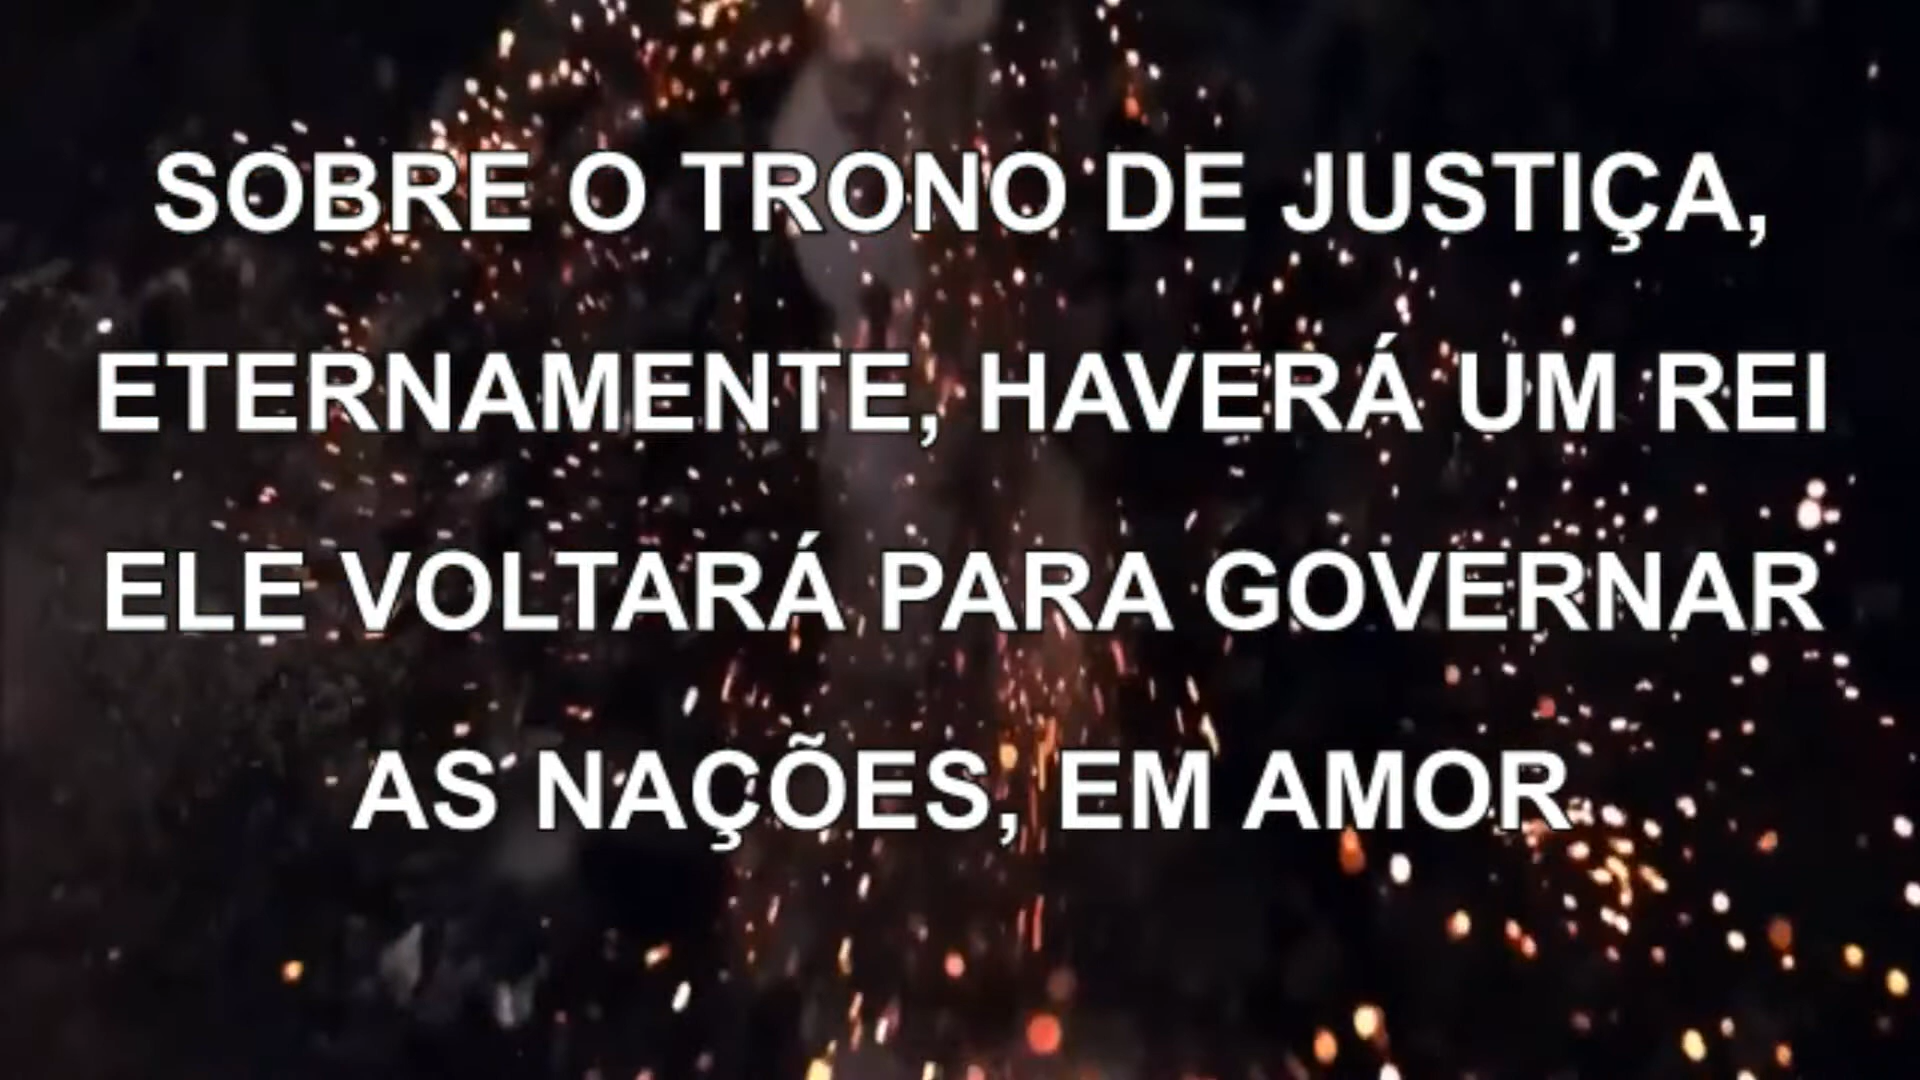 SOBRE O TRONO DE JUSTIÇA,
ETERNAMENTE, HAVERÁ UM REI
ELE VOLTARÁ PARA GOVERNAR
AS NAÇÕES, EM AMOR